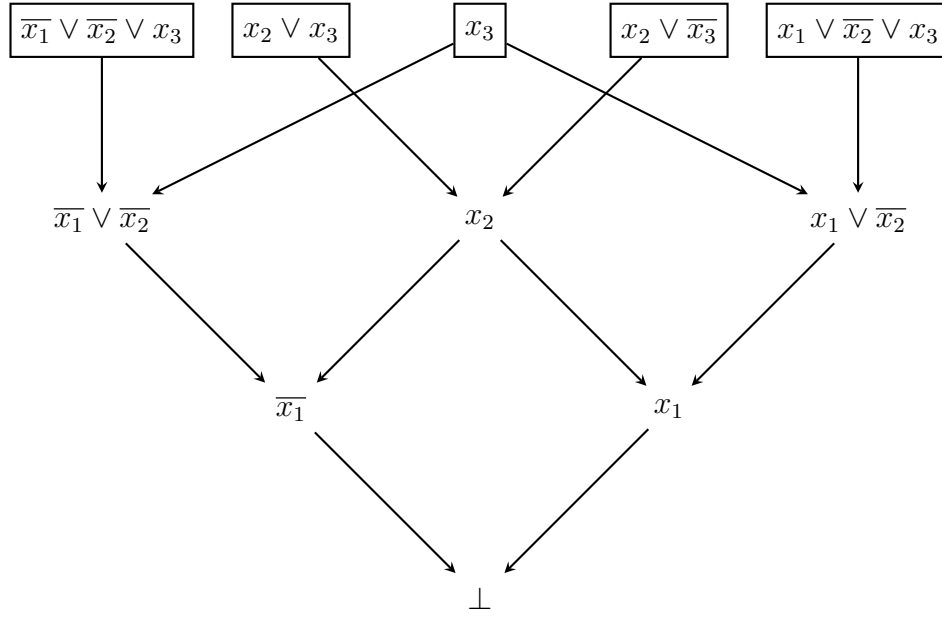 x̅₁ ∨ x̅₂ ∨ x₃ x₂ ∨ x₃ x₃ x₂ ∨ x̅₃ x₁ ∨ x̅₂ ∨ x₃
x̅₁ ∨ x̅₂ x₂ x₁ ∨ x̅₂
x̅₁ x₁
⊥